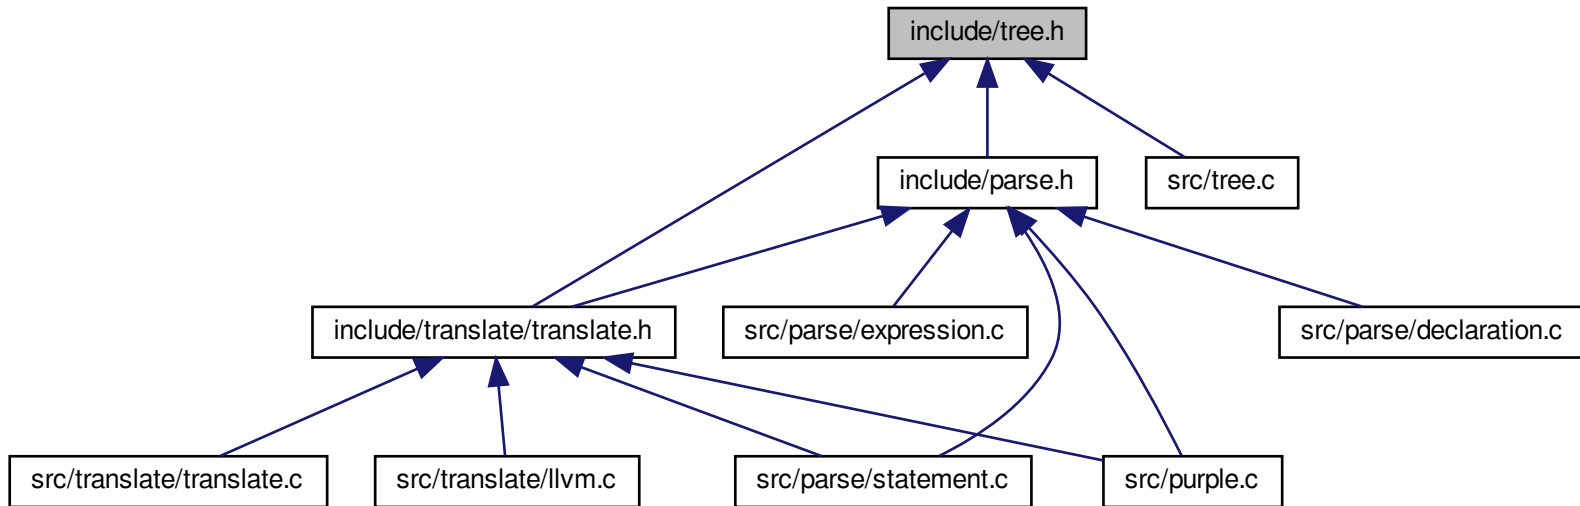 include/tree.h
include/parse.h
src/tree.c
include/translate/translate.h
src/parse/expression.c
src/parse/declaration.c
src/translate/translate.c
src/translate/llvm.c
src/parse/statement.c
src/purple.c